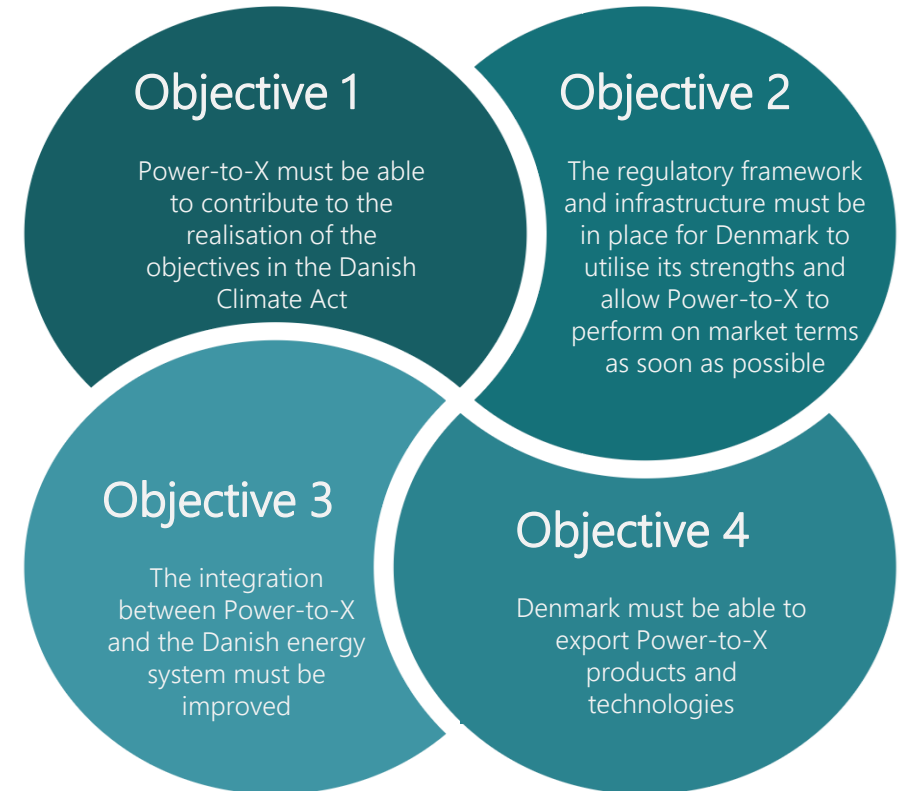 Objective 1
Power-to-X must be able
to contribute to the
realisation of the
objectives in the Danish
Climate Act
Objective 2
The regulatory framework
and infrastructure must be
in place for Denmark to
utilise its strengths and
allow Power-to-X to
perform on market terms
as soon as possible
Objective 3
The integration
between Power-to-X
and the Danish energy
system must be
improved
Objective 4
Denmark must be able to
export Power-to-X
products and
technologies